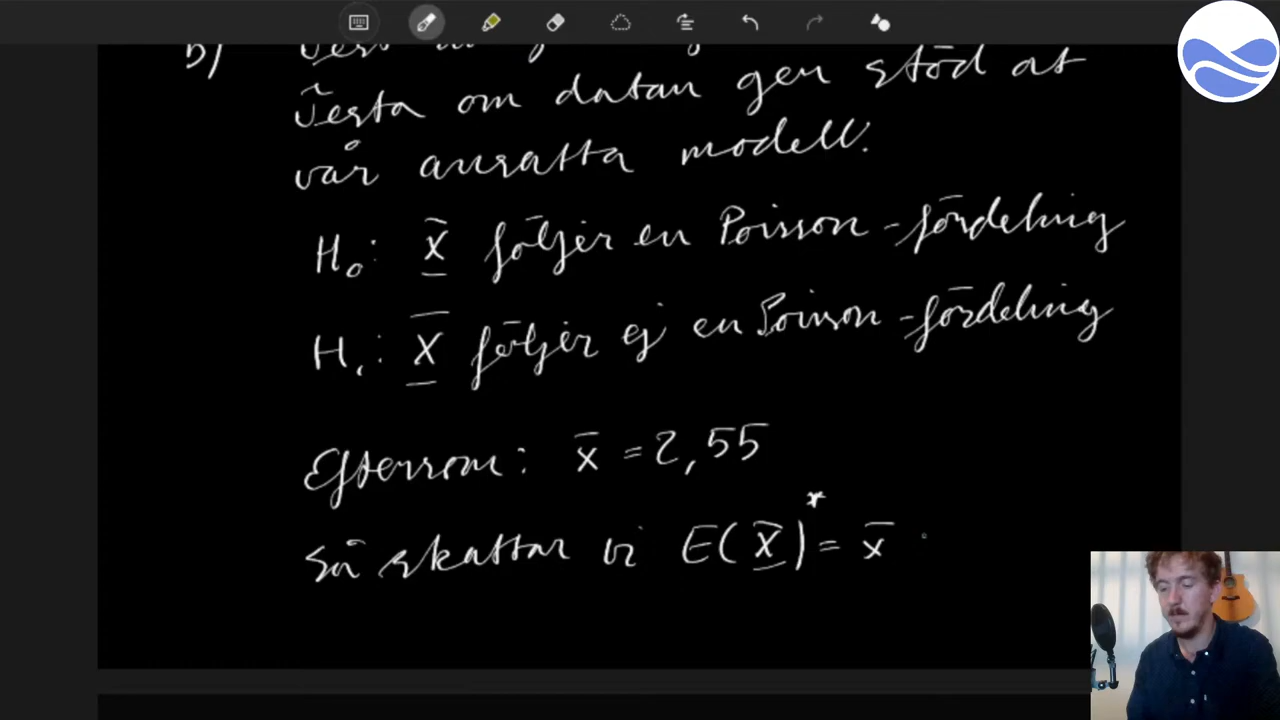 b)
Testa om datan ger stöd åt
vår ansatta modell.
H₀: X följer en Poisson-fördelning
H₁: X följer ej en Poisson-fördelning
Eftersom: x̄ = 2,55
så skattar vi E(X)* = x̄